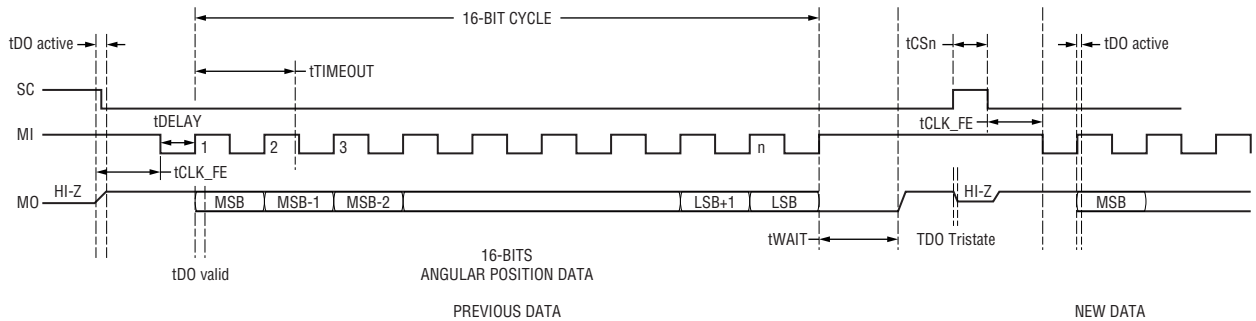 16-BIT CYCLE
tDO active
tCSn
tDO active
tTIMEOUT
SC
tDELAY
tCLK_FE
MI
1
2
3
n
tCLK_FE
HI-Z
HI-Z
MO
MSB
MSB-1
MSB-2
LSB+1
LSB
MSB
tWAIT
TDO Tristate
tDO valid
16-BITS
ANGULAR POSITION DATA
PREVIOUS DATA
NEW DATA